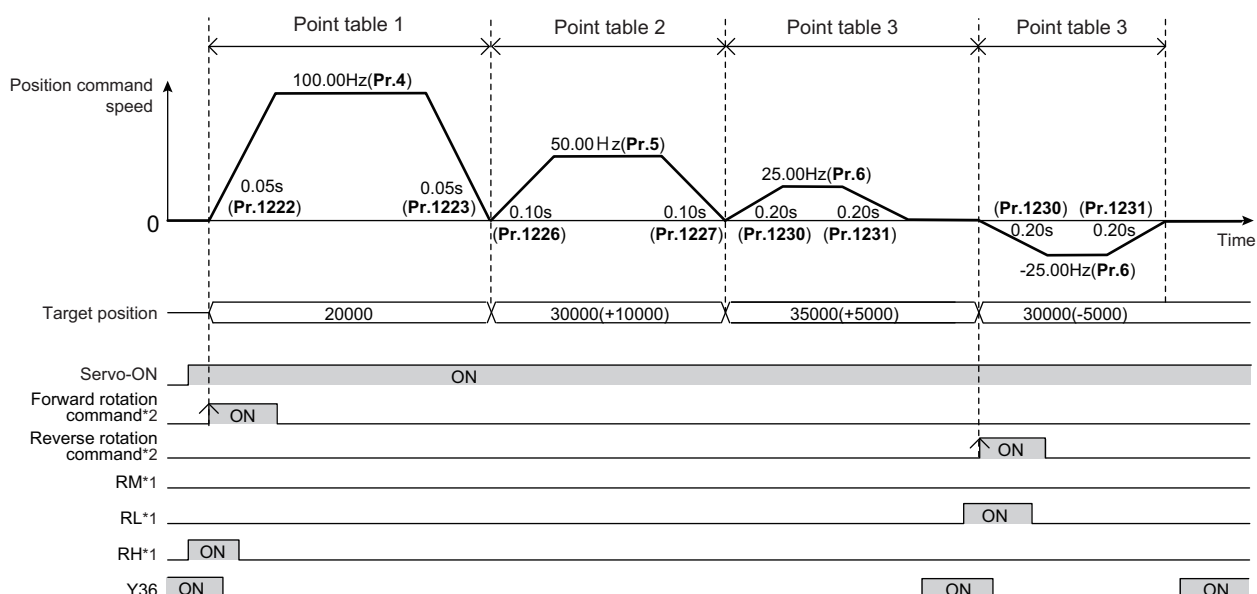 Point table 1 Point table 2 Point table 3 Point table 3
Position command
speed
100.00Hz(Pr.4)
50.00Hz(Pr.5)
25.00Hz(Pr.6)
0.05s
(Pr.1222)
0.05s
(Pr.1223)
0.10s
(Pr.1226)
0.10s
(Pr.1227)
0.20s
(Pr.1230)
0.20s
(Pr.1231)
(Pr.1230)
0.20s
(Pr.1231)
0.20s
-25.00Hz(Pr.6)
0
Time
Target position 20000 30000(+10000) 35000(+5000) 30000(-5000)
Servo-ON ON
Forward rotation
command*2 ON
Reverse rotation
command*2 ON
RM*1
RL*1 ON
RH*1 ON
Y36 ON ON ON